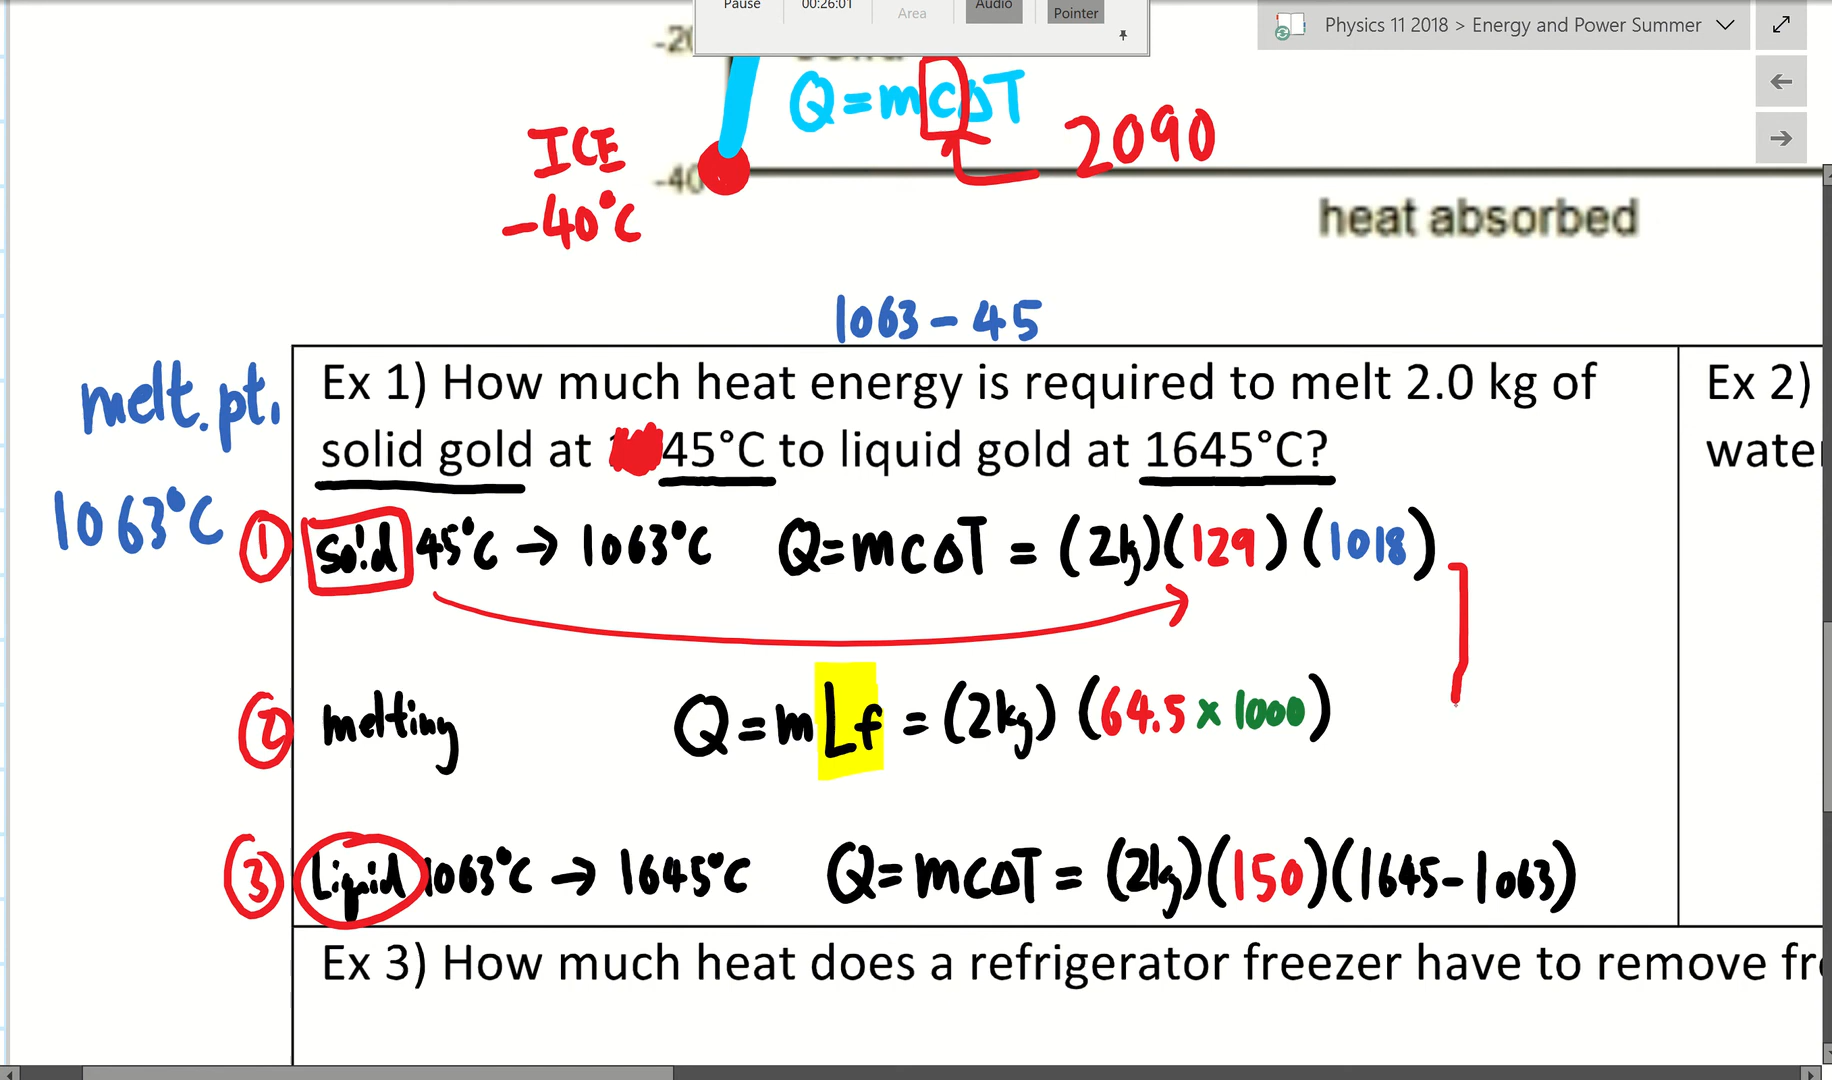 Pause 00:26:01 Area Audio Pointer
Physics 11 2018 > Energy and Power Summer
-20
Q=mcΔT
2090
ICE
-40°C
-40
heat absorbed
1063-45
melt.pt.
1063°C
Ex 1) How much heat energy is required to melt 2.0 kg of
solid gold at 45°C to liquid gold at 1645°C?
① Solid 45°C → 1063°C Q=mcΔT = (2kg)(129)(1018)
② melting Q=mLf = (2kg)(64.5 x 1000)
③ Liquid 1063°C → 1645°C Q=mcΔT = (2kg)(150)(1645-1063)
Ex 2)
Ex 3) How much heat does a refrigerator freezer have to remove